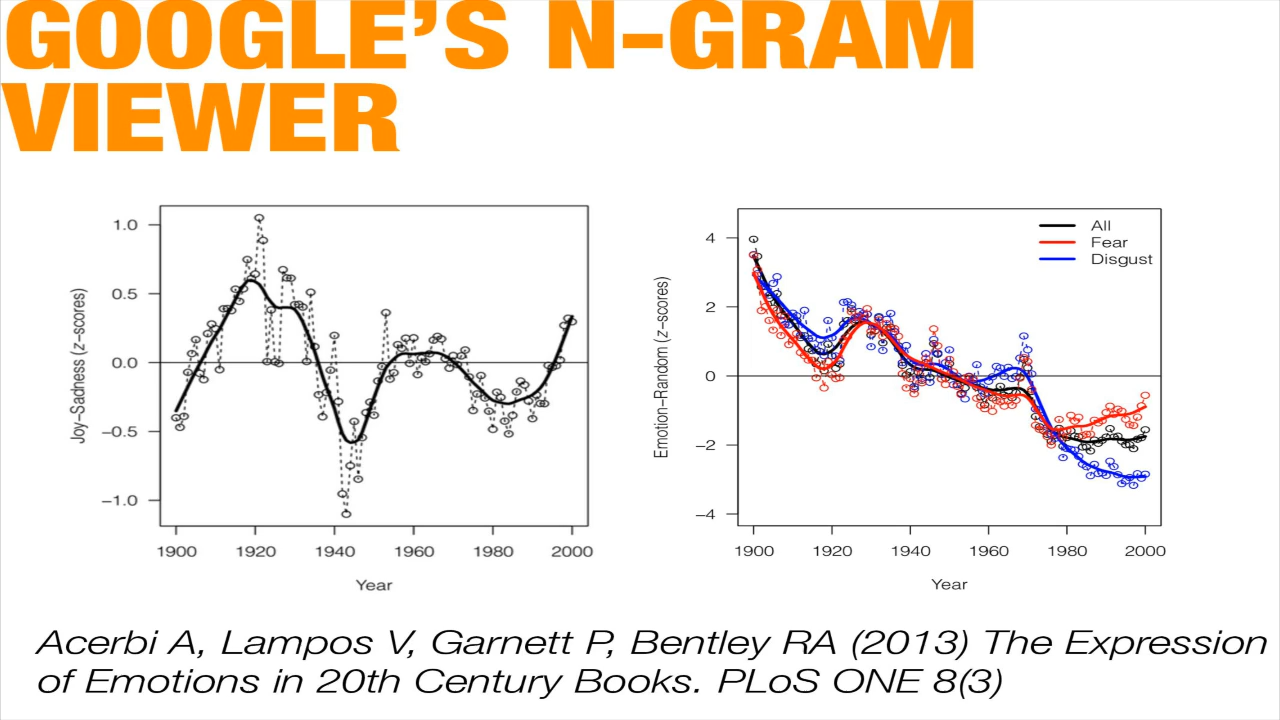 GOOGLE'S N-GRAM
VIEWER
Joy–Sadness (z–scores)
1.0
0.5
0.0
−0.5
−1.0
1900 1920 1940 1960 1980 2000
Year
Emotion–Random (z–scores)
4
2
0
−2
−4
All
Fear
Disgust
1900 1920 1940 1960 1980 2000
Year
Acerbi A, Lampos V, Garnett P, Bentley RA (2013) The Expression
of Emotions in 20th Century Books. PLoS ONE 8(3)